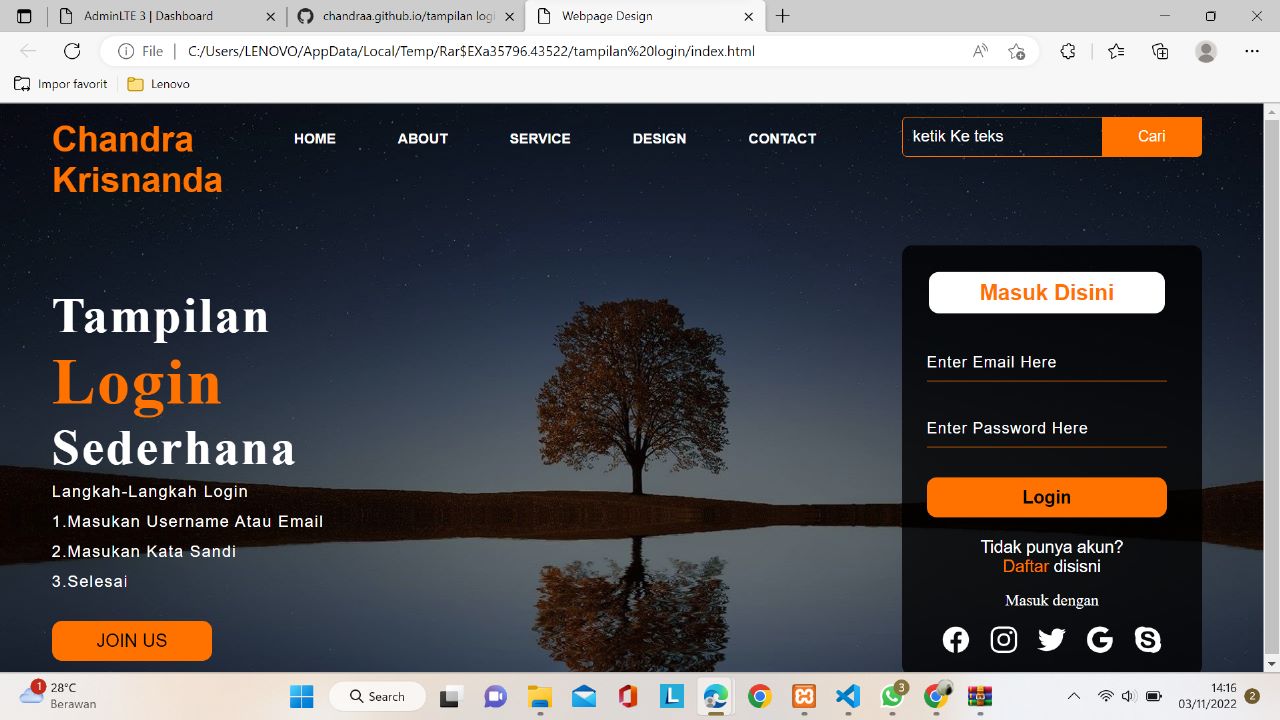 AdminLTE 3 | Dashboard
chandraa.github.io/tampilan logi
Webpage Design
File
C:/Users/LENOVO/AppData/Local/Temp/Rar$EXa35796.43522/tampilan%20login/index.html
Impor favorit
Lenovo
Chandra
Krisnanda
HOME
ABOUT
SERVICE
DESIGN
CONTACT
ketik Ke teks
Cari
Tampilan
Login
Sederhana
Langkah-Langkah Login
1.Masukan Username Atau Email
2.Masukan Kata Sandi
3.Selesai
JOIN US
Masuk Disini
Enter Email Here
Enter Password Here
Login
Tidak punya akun?
Daftar disisni
Masuk dengan
1
28°C
Berawan
Search
L
3
14:16
03/11/2022
2